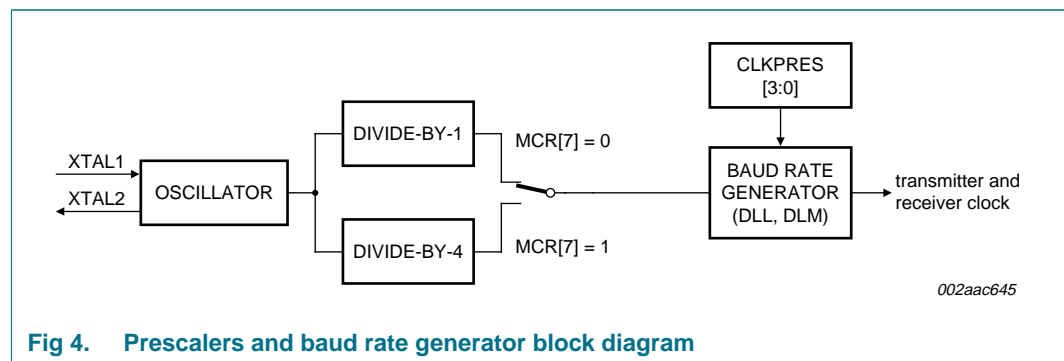 CLKPRES
[3:0]
DIVIDE-BY-1
MCR[7] = 0
XTAL1
XTAL2
OSCILLATOR
BAUD RATE
GENERATOR
(DLL, DLM)
transmitter and
receiver clock
DIVIDE-BY-4
MCR[7] = 1
002aac645
Fig 4. Prescalers and baud rate generator block diagram